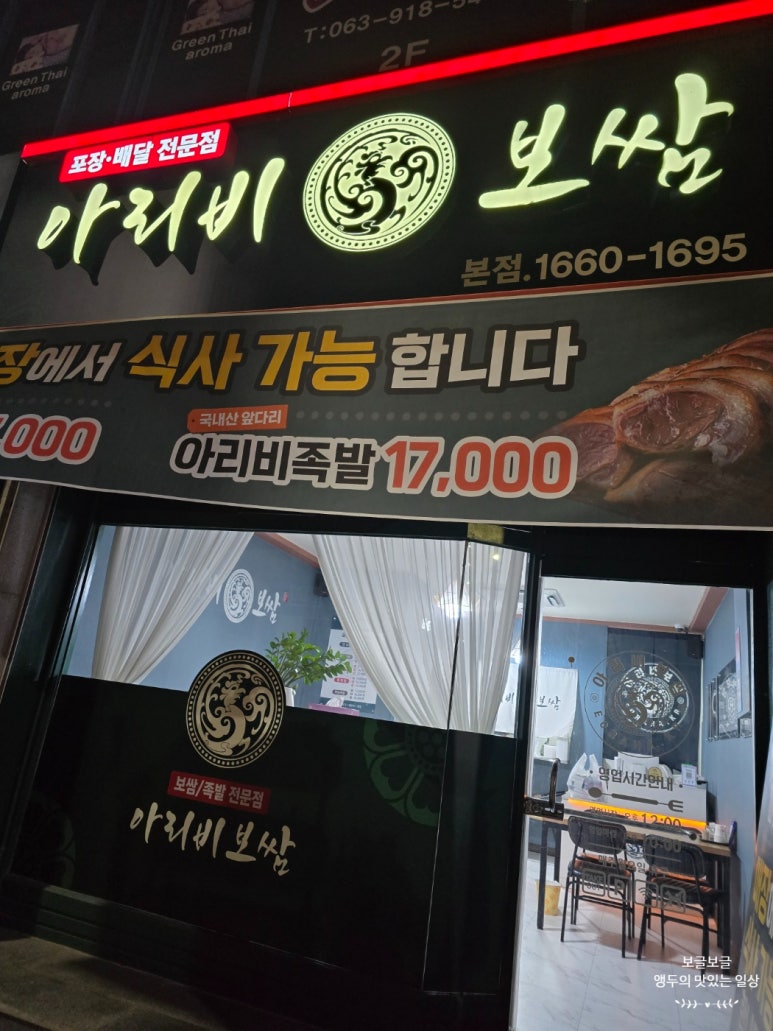 Green Thai
aroma
Green Thai
aroma
2F
포장·배달 전문점
아리비 보쌈
본점.1660-1695
장에서 식사 가능 합니다
,000
국내산 앞다리
아리비족발 17,000
보쌈
보쌈/족발 전문점
아리비보쌈
비보쌈
영업시간안내
12:00
보글보글
앵두의 맛있는 일상